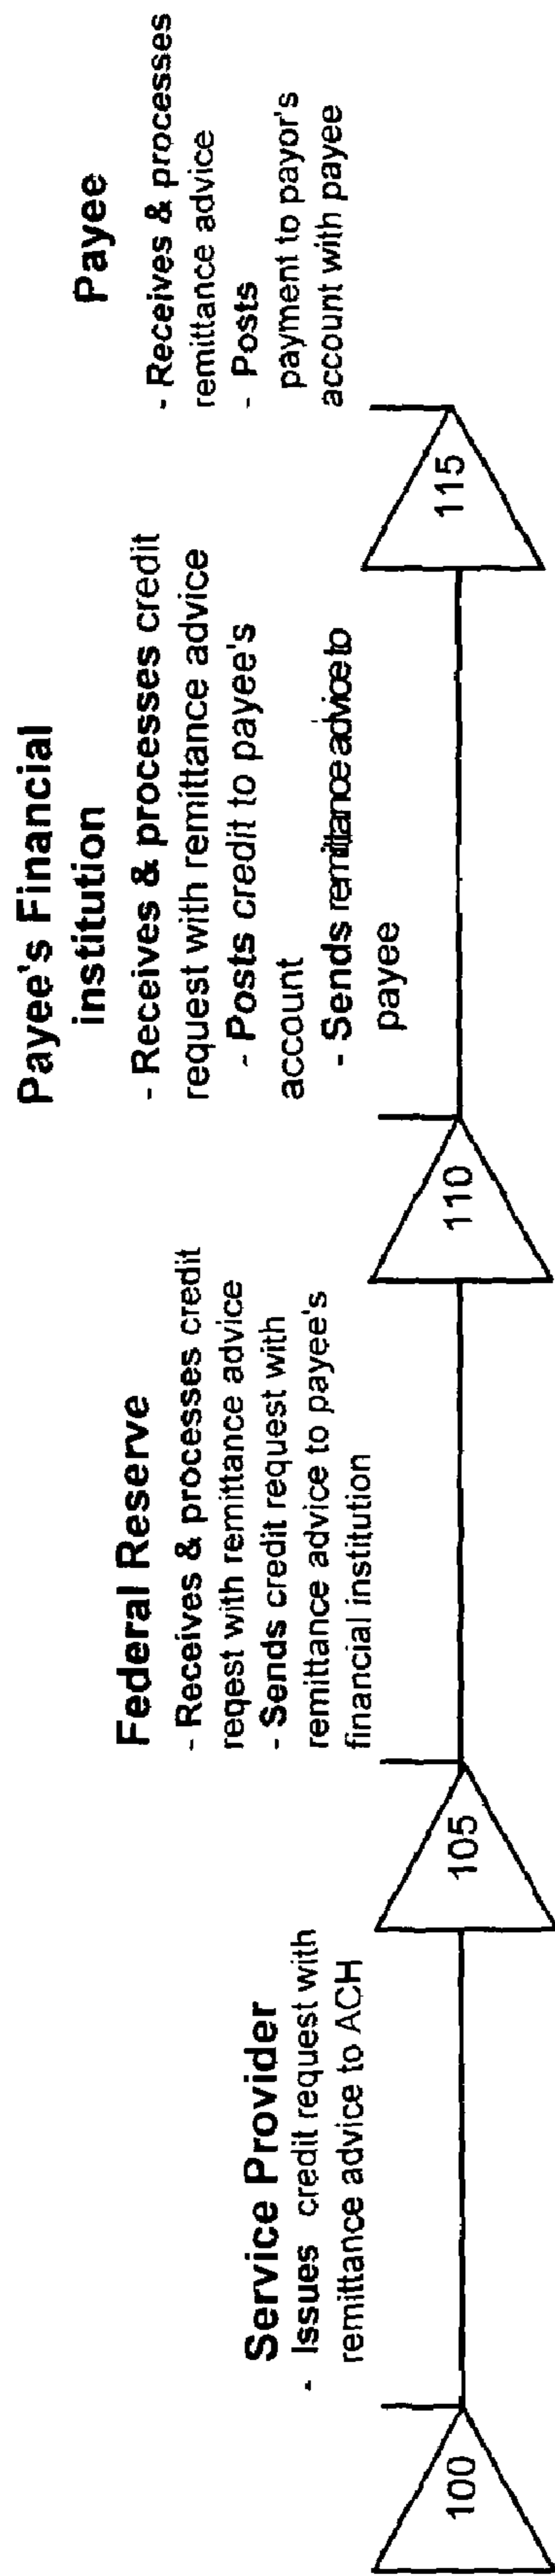 Service Provider
- Issues credit request with
remittance advice to ACH
100
Federal Reserve
- Receives & processes credit
reqest with remittance advice
- Sends credit request with
remittance advice to payee's
financial institution
105
Payee's Financial
institution
- Receives & processes credit
request with remittance advice
- Posts credit to payee's
account
- Sends remittance advice to
payee
110
Payee
- Receives & processes
remittance advice
- Posts
payment to payor's
account with payee
115